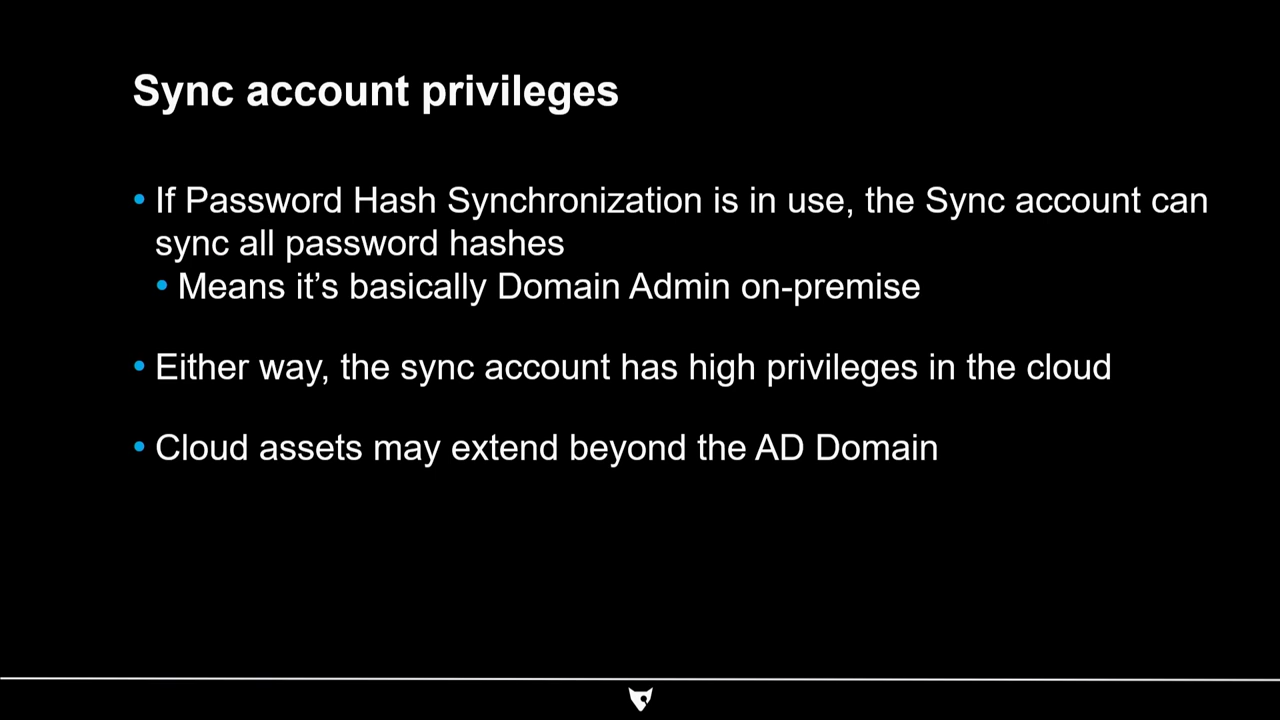 Sync account privileges
• If Password Hash Synchronization is in use, the Sync account can
sync all password hashes
• Means it’s basically Domain Admin on-premise
• Either way, the sync account has high privileges in the cloud
• Cloud assets may extend beyond the AD Domain